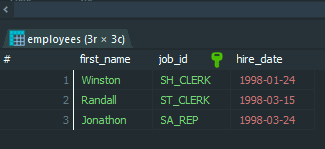 employees (3r × 3c)
# first_name job_id hire_date
1 Winston SH_CLERK 1998-01-24
2 Randall ST_CLERK 1998-03-15
3 Jonathon SA_REP 1998-03-24